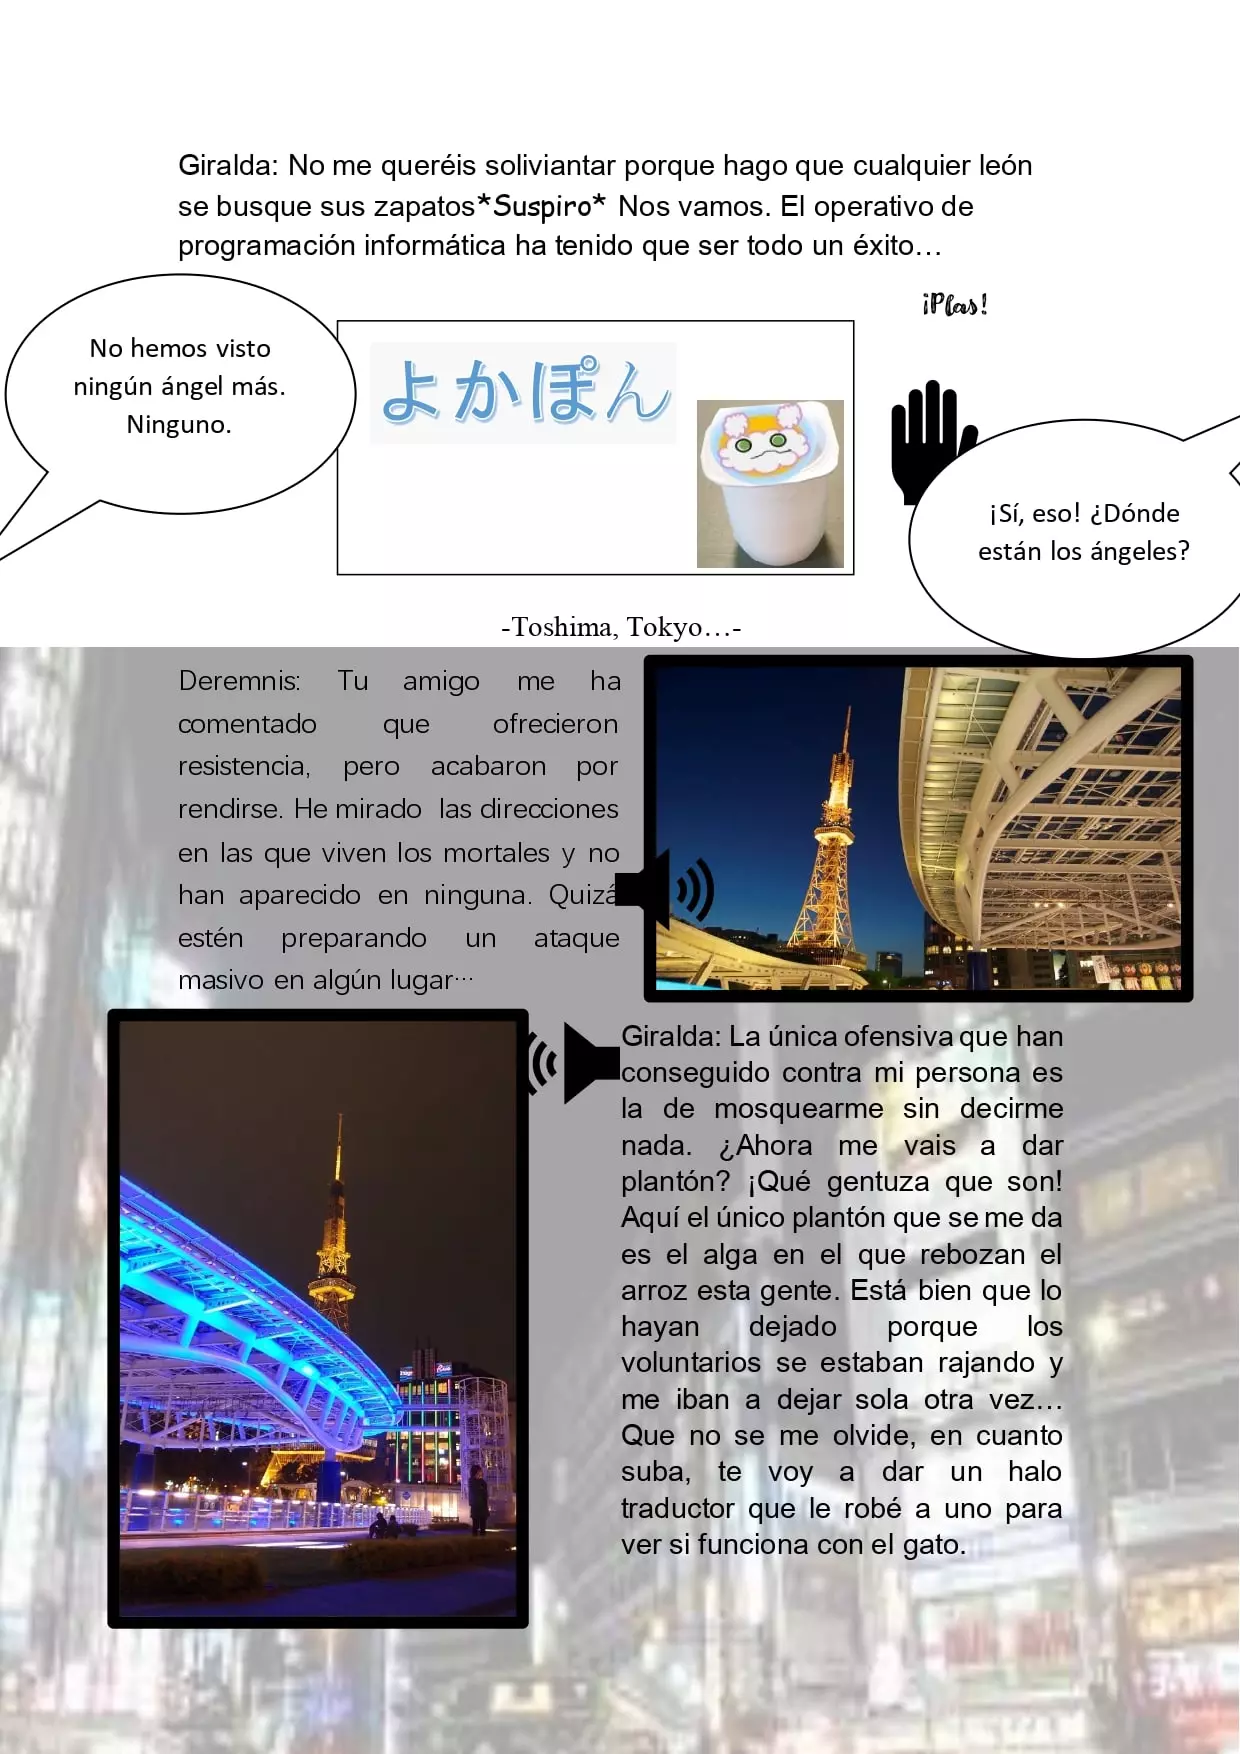 Giralda: No me queréis soliviantar porque hago que cualquier león
se busque sus zapatos*Suspiro* Nos vamos. El operativo de
programación informática ha tenido que ser todo un éxito…
¡Plas!
No hemos visto
ningún ángel más.
Ninguno.
よかぽん
¡Sí, eso! ¿Dónde
están los ángeles?
-Toshima, Tokyo…-
Deremnis: Tu amigo me ha
comentado que ofrecieron
resistencia, pero acabaron por
rendirse. He mirado las direcciones
en las que viven los mortales y no
han aparecido en ninguna. Quizá
estén preparando un ataque
masivo en algún lugar…
Giralda: La única ofensiva que han
conseguido contra mi persona es
la de mosquearme sin decirme
nada. ¿Ahora me vais a dar
plantón? ¡Qué gentuza que son!
Aquí el único plantón que se me da
es el alga en el que rebozan el
arroz esta gente. Está bien que lo
hayan dejado porque los
voluntarios se estaban rajando y
me iban a dejar sola otra vez…
Que no se me olvide, en cuanto
suba, te voy a dar un halo
traductor que le robé a uno para
ver si funciona con el gato.